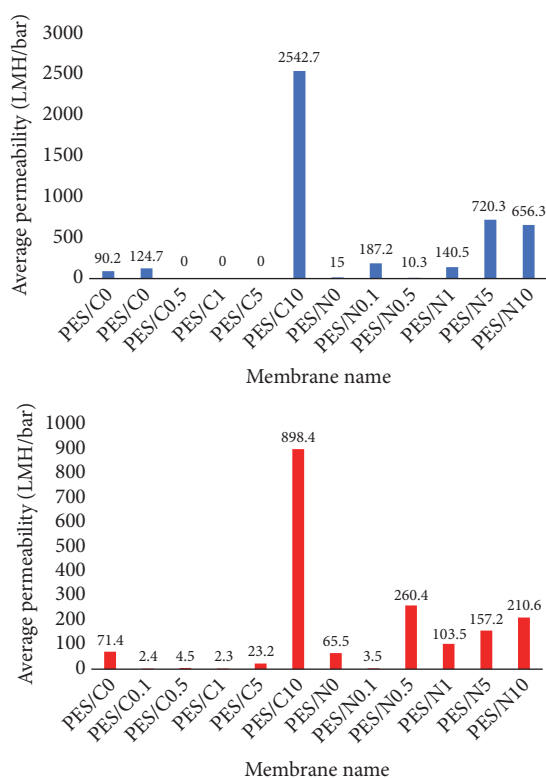 Average permeability (LMH/bar)
3000
2500
2000
1500
1000
500
0
90.2
124.7
0
0
0
2542.7
15
187.2
10.3
140.5
720.3
656.3
PES/C0
PES/C0
PES/C0.5
PES/C1
PES/C5
PES/C10
PES/N0
PES/N0.1
PES/N0.5
PES/N1
PES/N5
PES/N10
Membrane name
Average permeability (LMH/bar)
1000
900
800
700
600
500
400
300
200
100
0
71.4
2.4
4.5
2.3
23.2
898.4
65.5
3.5
260.4
103.5
157.2
210.6
PES/C0
PES/C0.1
PES/C0.5
PES/C1
PES/C5
PES/C10
PES/N0
PES/N0.1
PES/N0.5
PES/N1
PES/N5
PES/N10
Membrane name